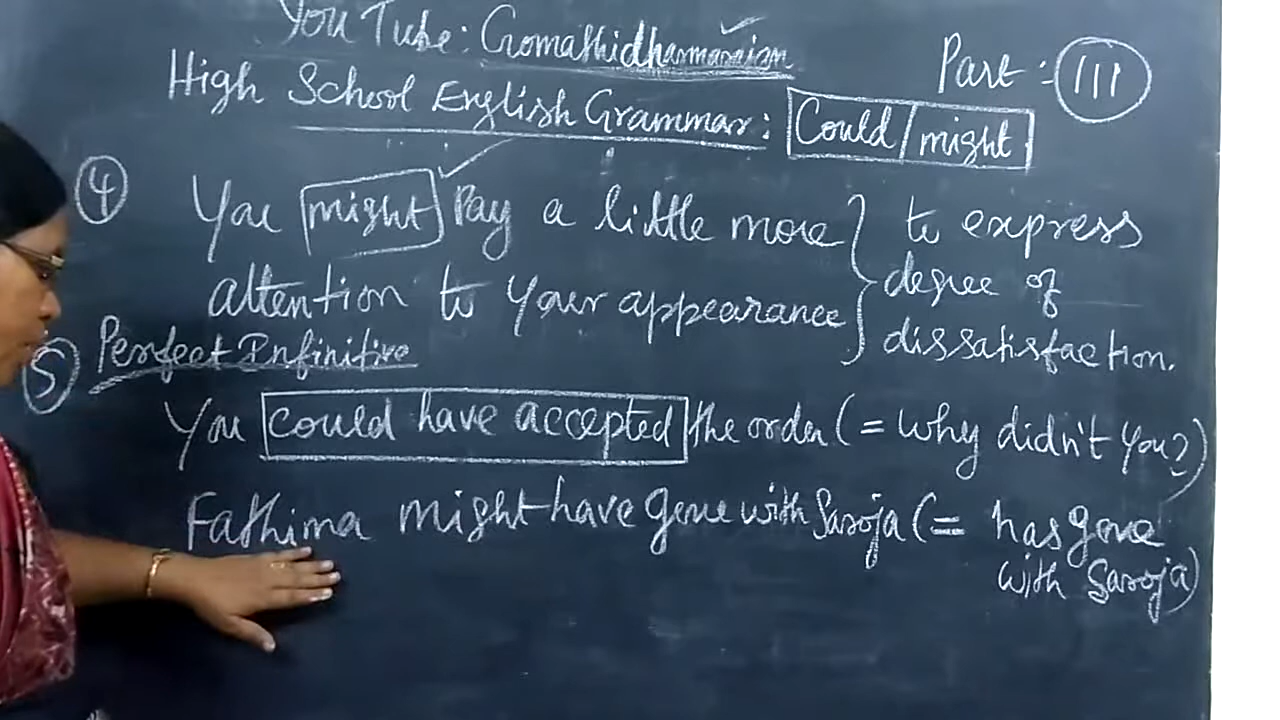 You Tube: Gomathidharmarajan
Part : III
High School English Grammar: Could/might
4 You might Pay a little more
attention to your appearance
to express
degree of
dissatisfaction.
5 Perfect Infinitive
You could have accepted the order (= why didn't you?)
Fathima might have gone with Saroja (= has gone
with Saroja)